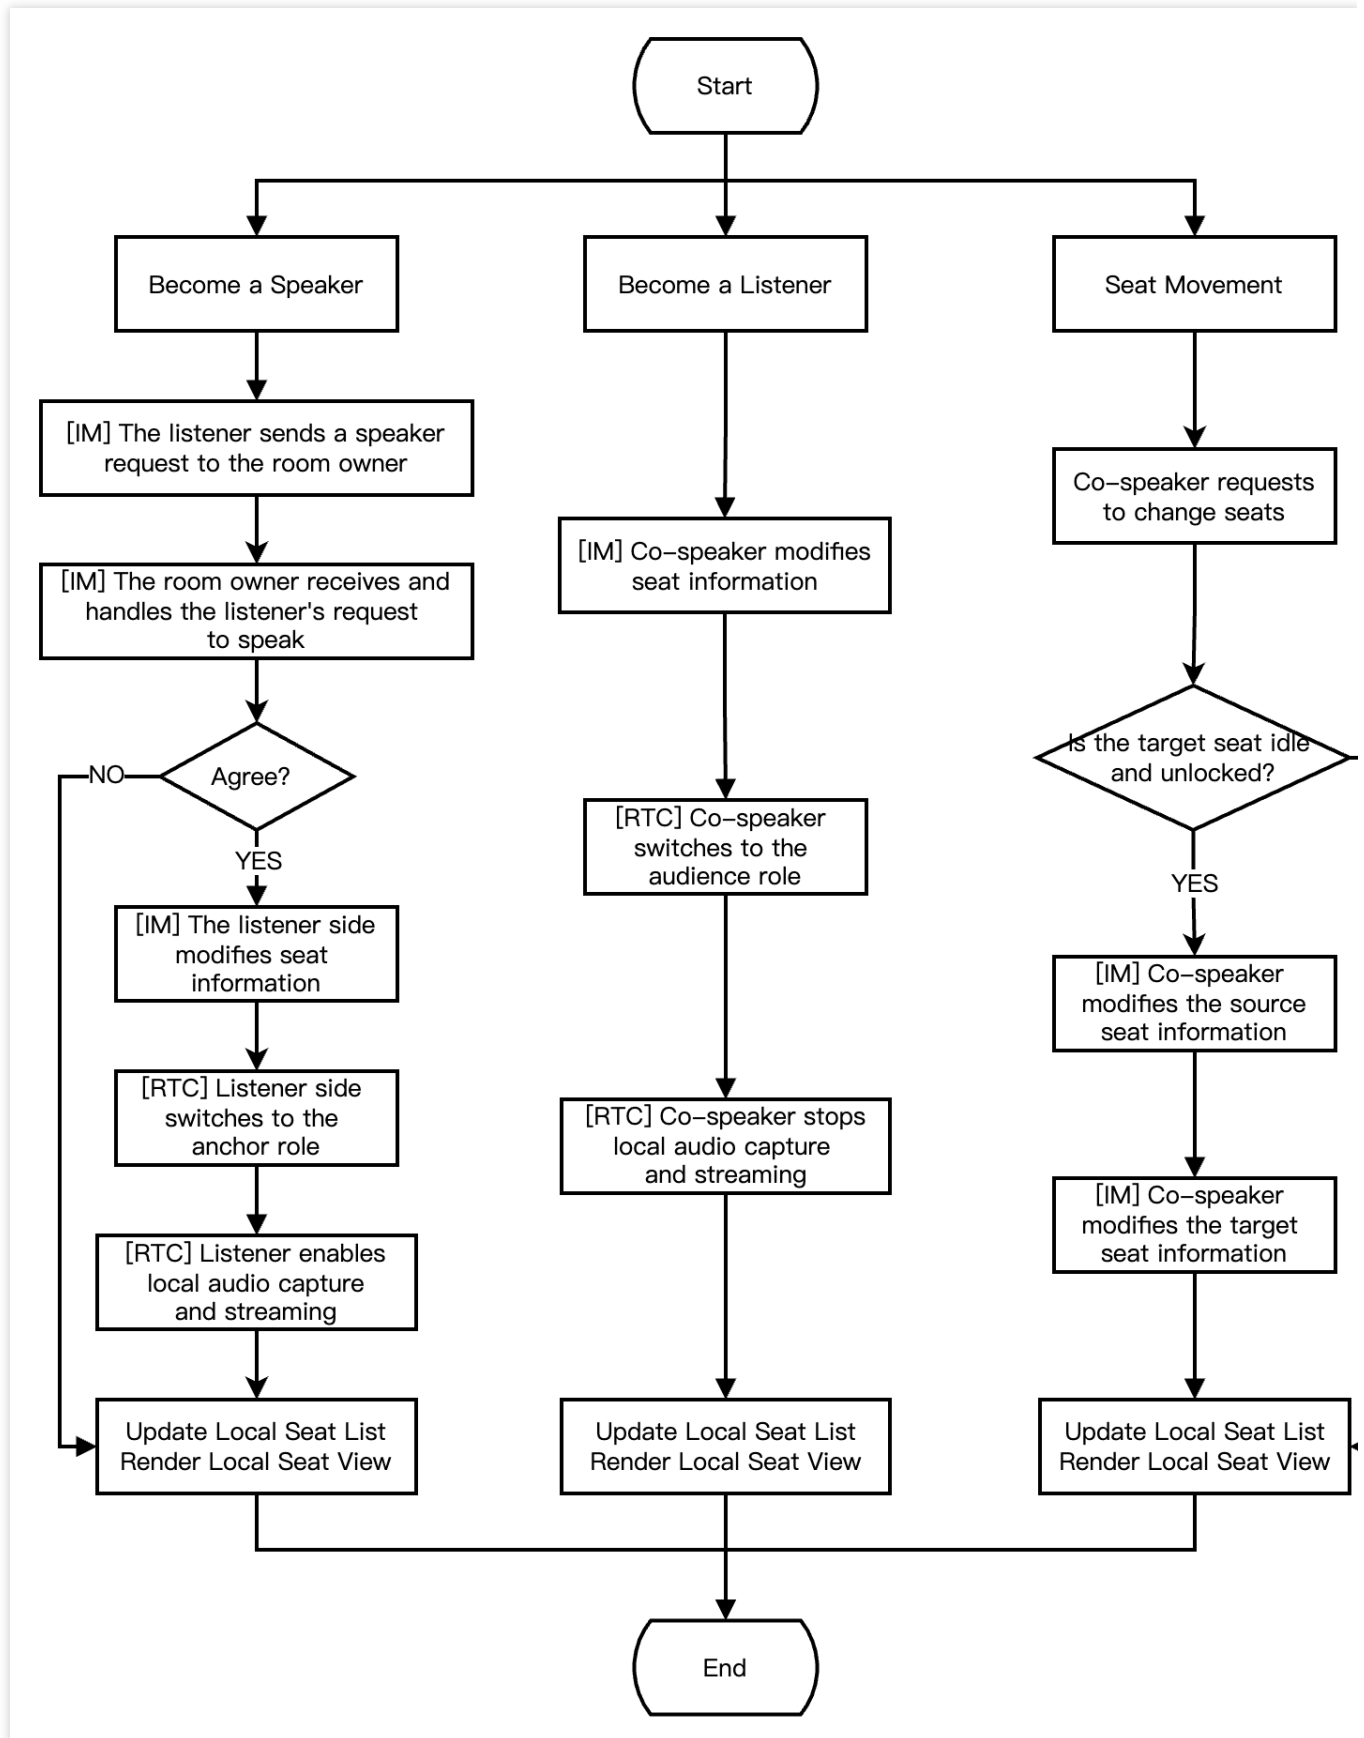 Start
Become a Speaker
Become a Listener
Seat Movement
[IM] The listener sends a speaker
request to the room owner
[IM] The room owner receives and
handles the listener's request
to speak
Agree?
NO
YES
[IM] The listener side
modifies seat
information
[RTC] Listener side
switches to the
anchor role
[RTC] Listener enables
local audio capture
and streaming
Update Local Seat List
Render Local Seat View
[IM] Co-speaker modifies
seat information
[RTC] Co-speaker
switches to the
audience role
[RTC] Co-speaker stops
local audio capture
and streaming
Update Local Seat List
Render Local Seat View
Co-speaker requests
to change seats
Is the target seat idle
and unlocked?
YES
[IM] Co-speaker
modifies the source
seat information
[IM] Co-speaker
modifies the target
seat information
Update Local Seat List
Render Local Seat View
End